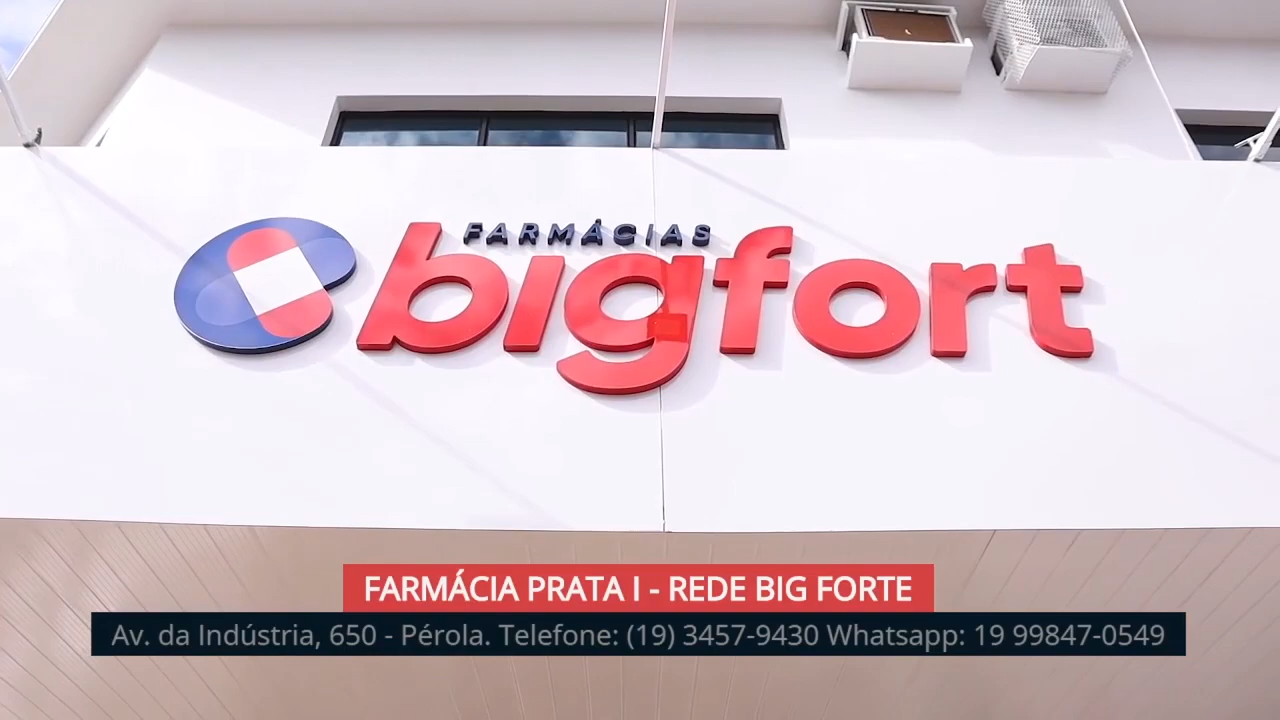 FARMÁCIAS
bigfort
FARMÁCIA PRATA I - REDE BIG FORTE
Av. da Indústria, 650 - Pérola. Telefone: (19) 3457-9430 Whatsapp: 19 99847-0549